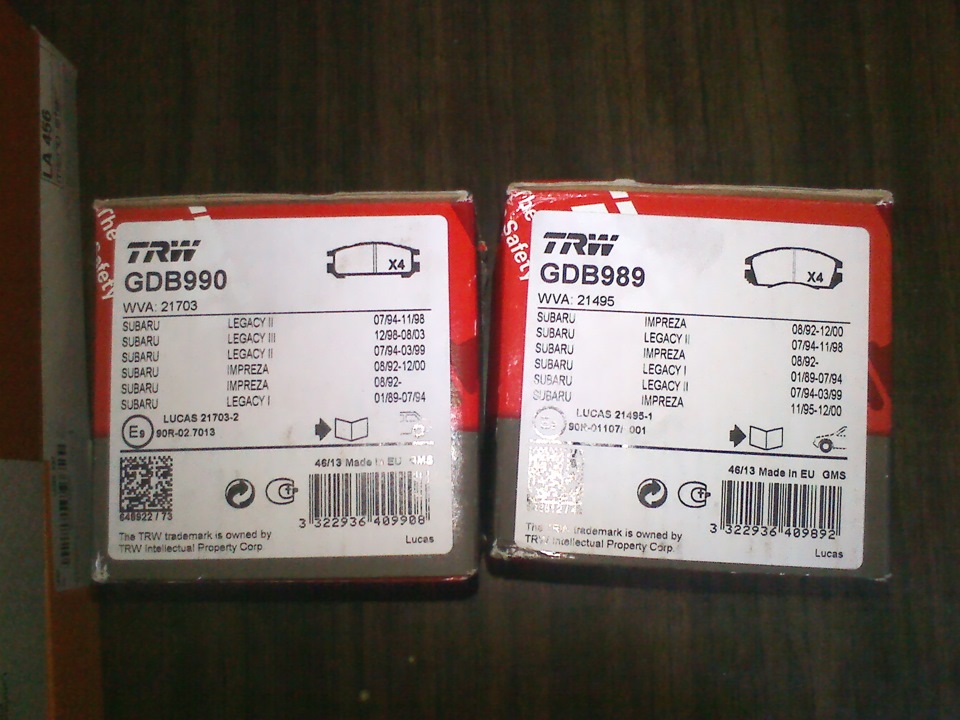 LA 456
The
Safety
TRW
GDB990
X4
WVA: 21703
SUBARU LEGACY II 07/94-11/98
SUBARU LEGACY III 12/98-08/03
SUBARU LEGACY II 07/94-03/99
SUBARU IMPREZA 08/92-12/00
SUBARU IMPREZA 08/92-
SUBARU LEGACY I 01/89-07/94
LUCAS 21703-2
E9 90R-02.7013
46/13 Made in EU GMS
3 322936 409908
The TRW trademark is owned by
TRW Intellectual Property Corp
Lucas
The
Safety
TRW
GDB989
X4
WVA: 21495
SUBARU IMPREZA 08/92-12/00
SUBARU LEGACY II 07/94-11/98
SUBARU IMPREZA 08/92-
SUBARU LEGACY I 01/89-07/94
SUBARU LEGACY II 07/94-03/99
SUBARU IMPREZA 11/95-12/00
LUCAS 21495-1
90R-01107/ 001
46/13 Made in EU GMS
3 322936 409892
The TRW trademark is owned by
TRW Intellectual Property Corp.
Lucas